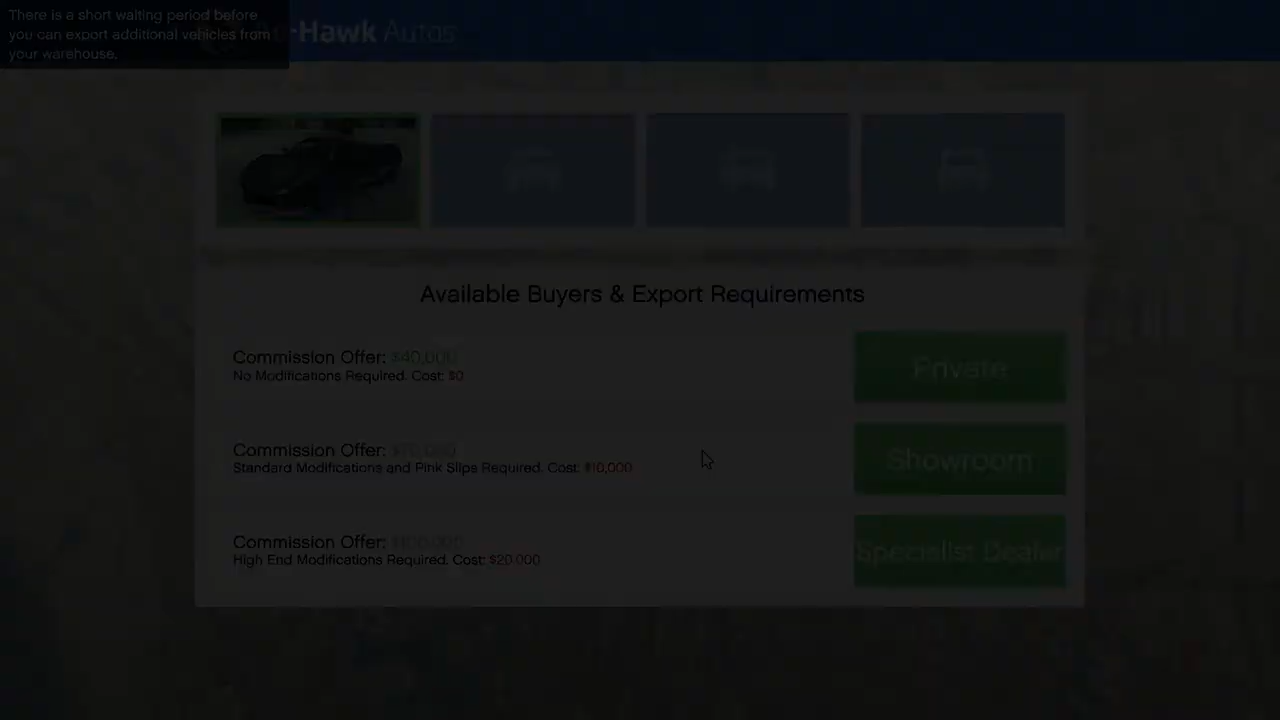 There is a short waiting period before
you can export additional vehicles from
your warehouse.
Hawk Autos
Available Buyers & Export Requirements
Commission Offer: $40,000
No Modifications Required. Cost: $0
Private
Commission Offer:
Standard Modifications and Pink Slips Required. Cost: $10,000
Showroom
Commission Offer: $100,000
High End Modifications Required. Cost: $20,000
Specialist Dealer